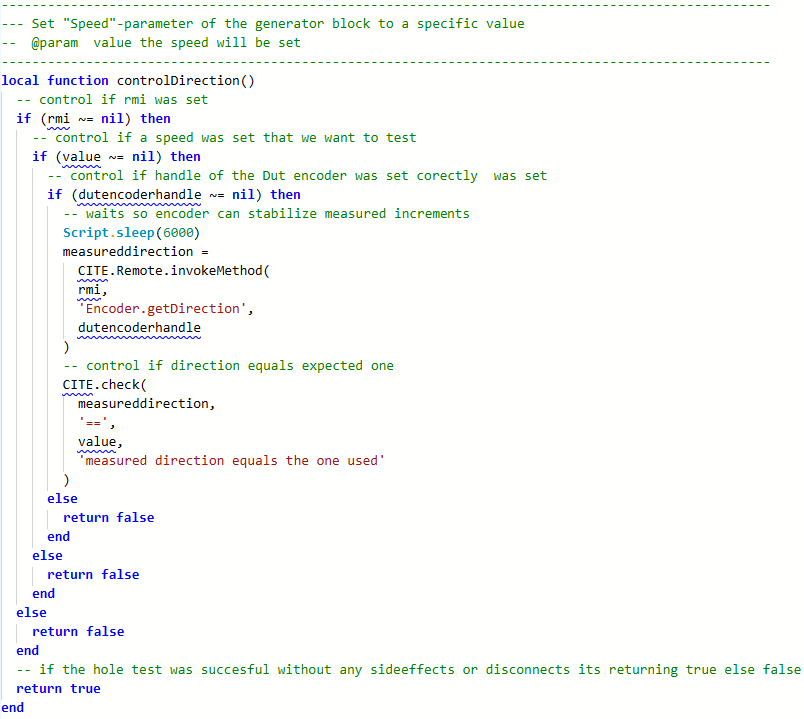 -----------------------------------------------------------------------------------------------------
--- Set "Speed"-parameter of the generator block to a specific value
-- @param  value the speed will be set
-----------------------------------------------------------------------------------------------------
local function controlDirection()
  -- control if rmi was set
  if (rmi ~= nil) then
    -- control if a speed was set that we want to test
    if (value ~= nil) then
      -- control if handle of the Dut encoder was set corectly  was set
      if (dutencoderhandle ~= nil) then
        -- waits so encoder can stabilize measured increments
        Script.sleep(6000)
        measureddirection =
          CITE.Remote.invokeMethod(
          rmi,
          'Encoder.getDirection',
          dutencoderhandle
        )
        -- control if direction equals expected one
        CITE.check(
          measureddirection,
          '==',
          value,
          'measured direction equals the one used'
        )
      else
        return false
      end
    else
      return false
    end
  else
    return false
  end
  -- if the hole test was succesful without any sideeffects or disconnects its returning true else false
  return true
end